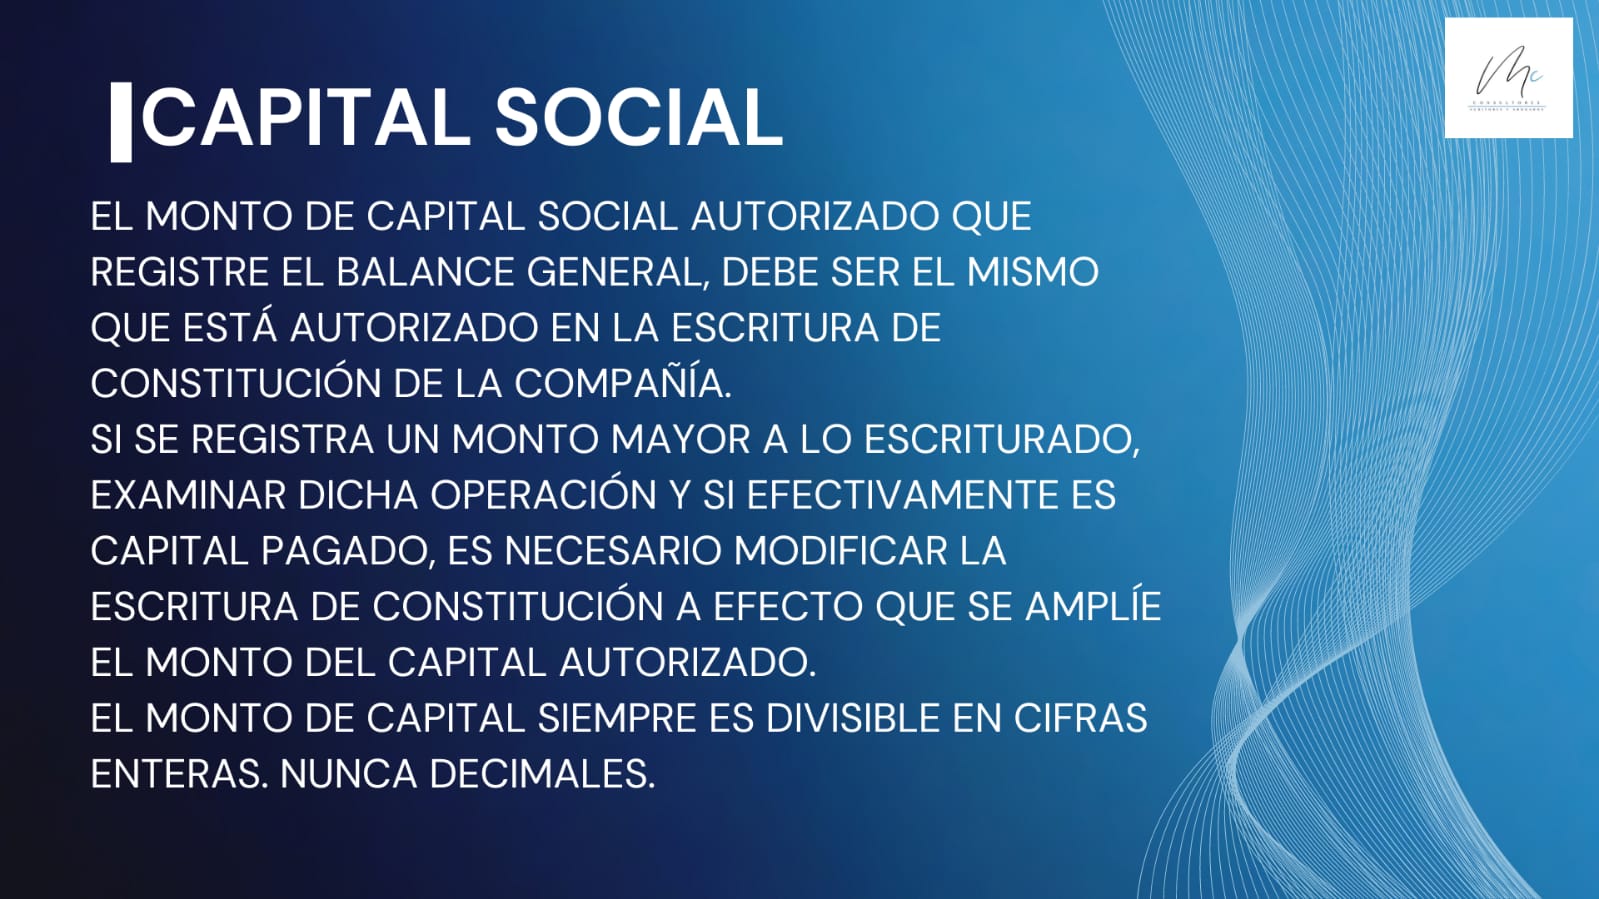 CAPITAL SOCIAL
Mc
CONSULTORES
AUDITORES Y ABOGADOS
EL MONTO DE CAPITAL SOCIAL AUTORIZADO QUE
REGISTRE EL BALANCE GENERAL, DEBE SER EL MISMO
QUE ESTÁ AUTORIZADO EN LA ESCRITURA DE
CONSTITUCIÓN DE LA COMPAÑÍA.
SI SE REGISTRA UN MONTO MAYOR A LO ESCRITURADO,
EXAMINAR DICHA OPERACIÓN Y SI EFECTIVAMENTE ES
CAPITAL PAGADO, ES NECESARIO MODIFICAR LA
ESCRITURA DE CONSTITUCIÓN A EFECTO QUE SE AMPLÍE
EL MONTO DEL CAPITAL AUTORIZADO.
EL MONTO DE CAPITAL SIEMPRE ES DIVISIBLE EN CIFRAS
ENTERAS. NUNCA DECIMALES.